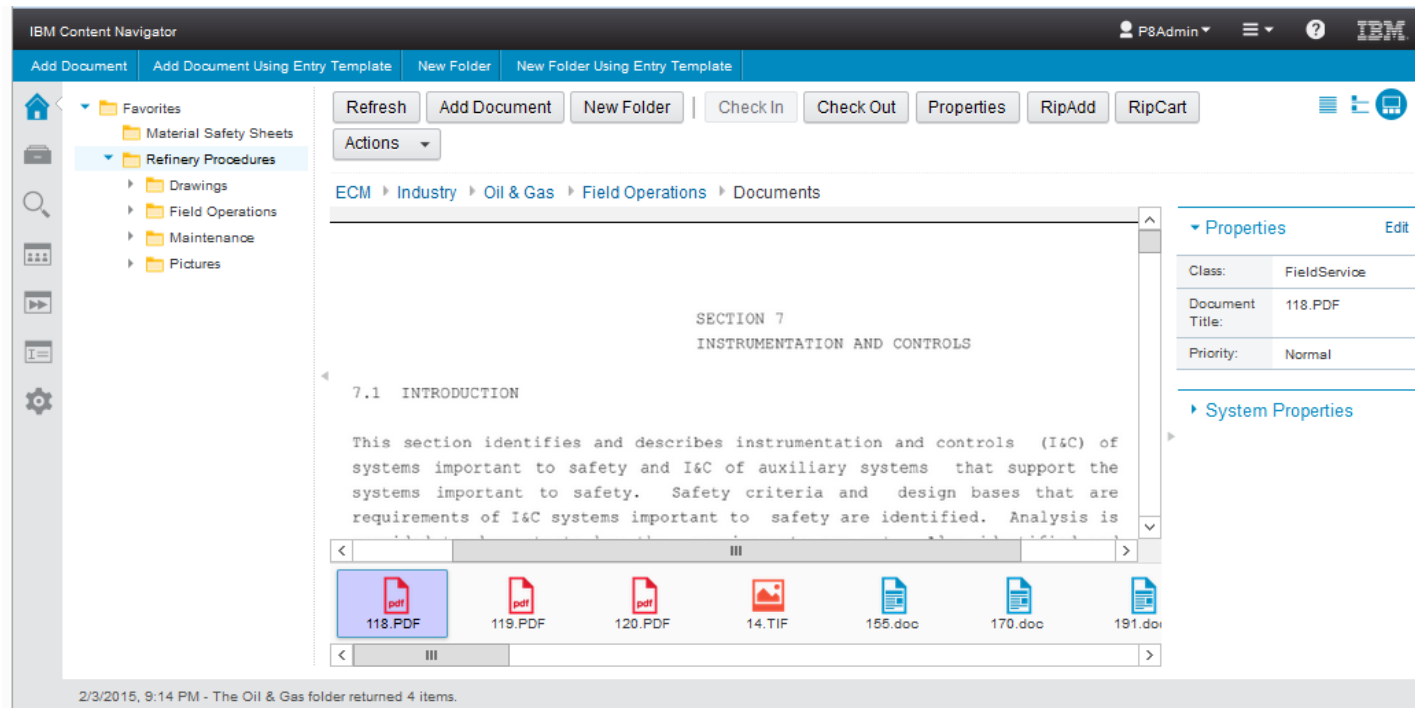 IBM Content Navigator
P8Admin
?
IBM
Add Document
Add Document Using Entry Template
New Folder
New Folder Using Entry Template
Favorites
Material Safety Sheets
Refinery Procedures
Drawings
Field Operations
Maintenance
Pictures
Refresh
Add Document
New Folder
Check In
Check Out
Properties
RipAdd
RipCart
Actions
ECM
Industry
Oil & Gas
Field Operations
Documents
SECTION 7
INSTRUMENTATION AND CONTROLS
7.1 INTRODUCTION
This section identifies and describes instrumentation and controls (I&C) of
systems important to safety and I&C of auxiliary systems that support the
systems important to safety. Safety criteria and design bases that are
requirements of I&C systems important to safety are identified. Analysis is
Properties
Edit
Class:
FieldService
Document
Title:
118.PDF
Priority:
Normal
System Properties
pdf
pdf
pdf
118.PDF
119.PDF
120.PDF
14.TIF
155.doc
170.doc
191.do
2/3/2015, 9:14 PM - The Oil & Gas folder returned 4 items.